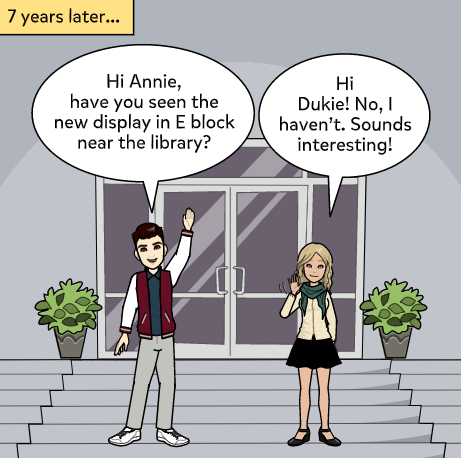 7 years later...
Hi Annie,
have you seen the
new display in E block
near the library?
Hi
Dukie! No, I
haven't. Sounds
interesting!